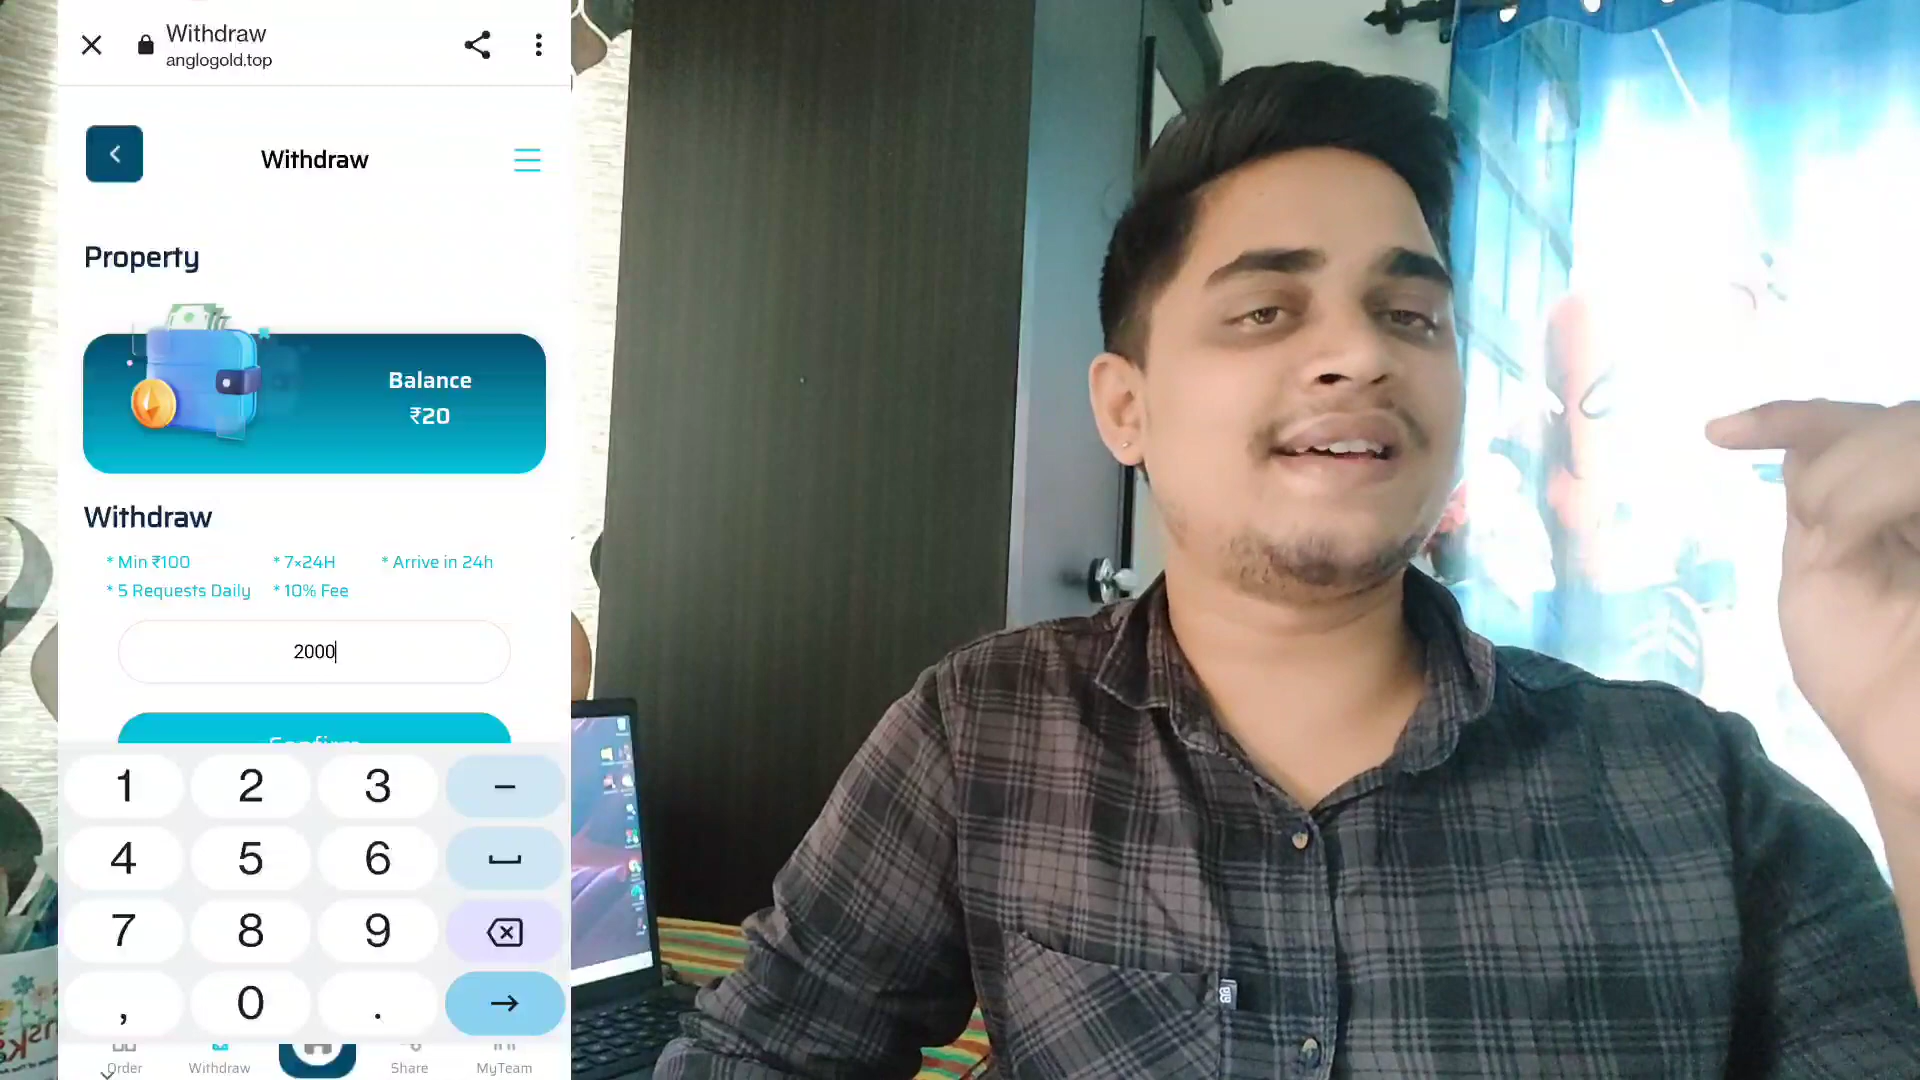 Withdraw
anglogold.top
Withdraw
Property
Balance
₹20
Withdraw
* Min ₹100 * 7×24H * Arrive in 24h
* 5 Requests Daily * 10% Fee
2000
Confirm
1 2 3 –
4 5 6
7 8 9
, 0 . →
Order Withdraw Share MyTeam